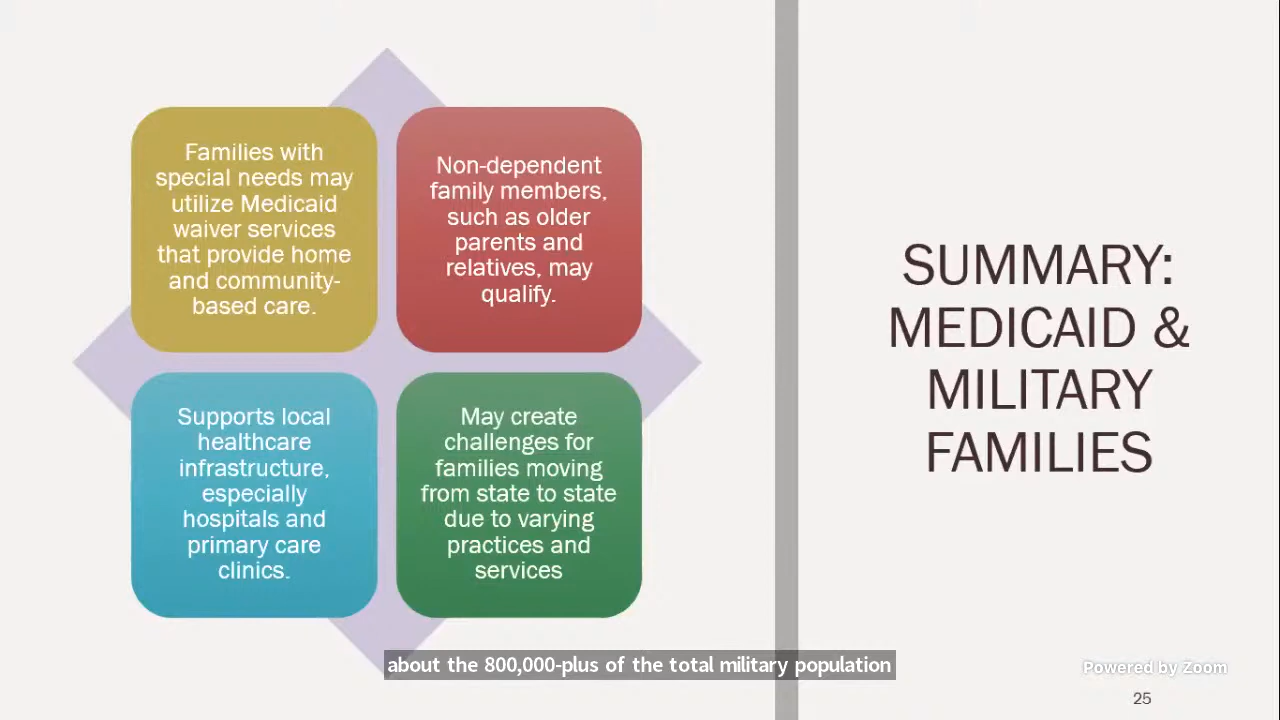 Families with
special needs may
utilize Medicaid
waiver services
that provide home
and community-
based care.
Non-dependent
family members,
such as older
parents and
relatives, may
qualify.
Supports local
healthcare
infrastructure,
especially
hospitals and
primary care
clinics.
May create
challenges for
families moving
from state to state
due to varying
practices and
services
SUMMARY:
MEDICAID &
MILITARY
FAMILIES
about the 800,000-plus of the total military population
Powered by Zoom
25